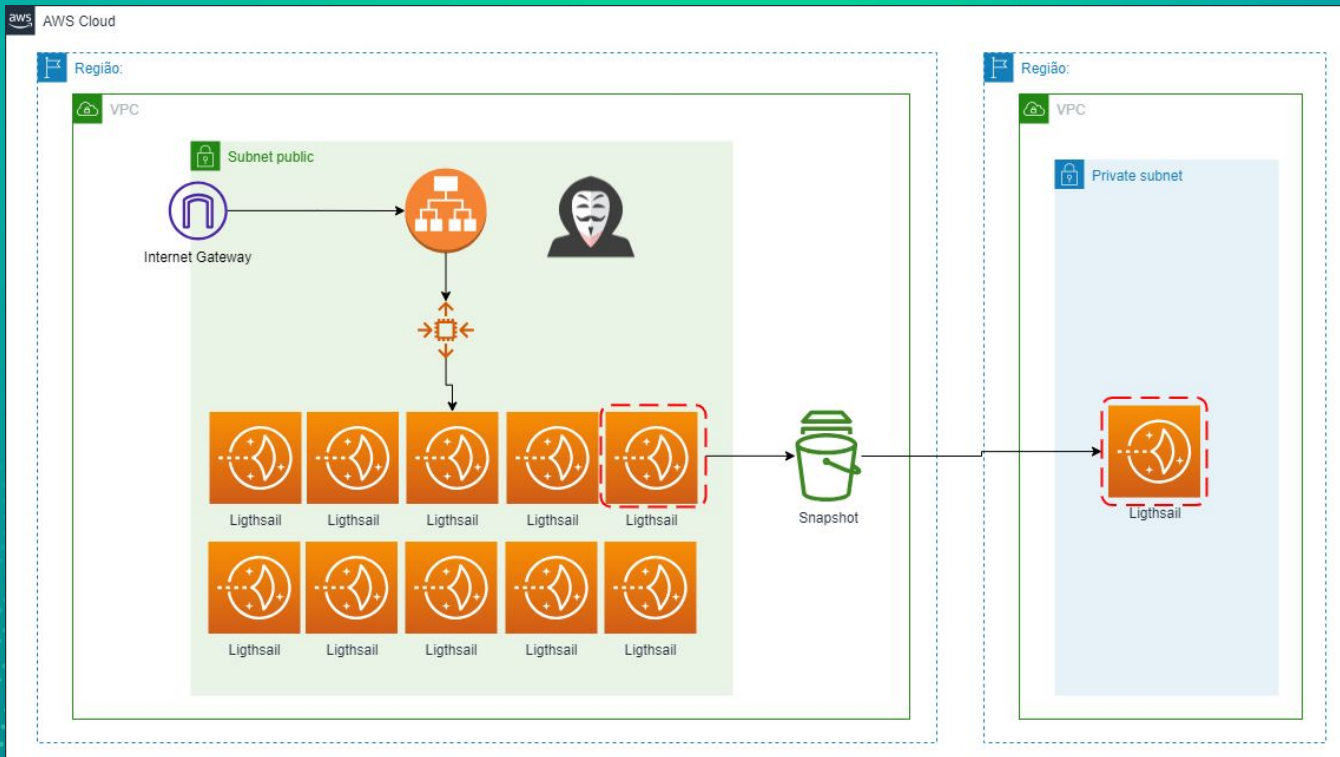 aws
AWS Cloud
Região:
VPC
Subnet public
Internet Gateway
Ligthsail
Ligthsail
Ligthsail
Ligthsail
Ligthsail
Ligthsail
Ligthsail
Ligthsail
Ligthsail
Ligthsail
Snapshot
Região:
VPC
Private subnet
Ligthsail